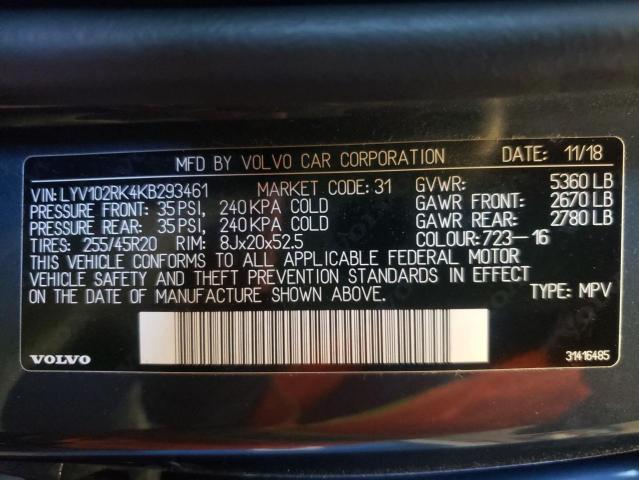 MFD BY VOLVO CAR CORPORATION DATE: 11/18
VIN: LYV102RK4KB293461 MARKET CODE: 31 GVWR: 5360 LB
PRESSURE FRONT: 35 PSI, 240 KPA COLD GAWR FRONT: 2670 LB
PRESSURE REAR: 35 PSI, 240 KPA COLD GAWR REAR: 2780 LB
TIRES: 255/45R20 RIM: 8Jx20x52.5 COLOUR: 723--16
THIS VEHICLE CONFORMS TO ALL APPLICABLE FEDERAL MOTOR
VEHICLE SAFETY AND THEFT PREVENTION STANDARDS IN EFFECT
ON THE DATE OF MANUFACTURE SHOWN ABOVE. TYPE: MPV
VOLVO 31416485